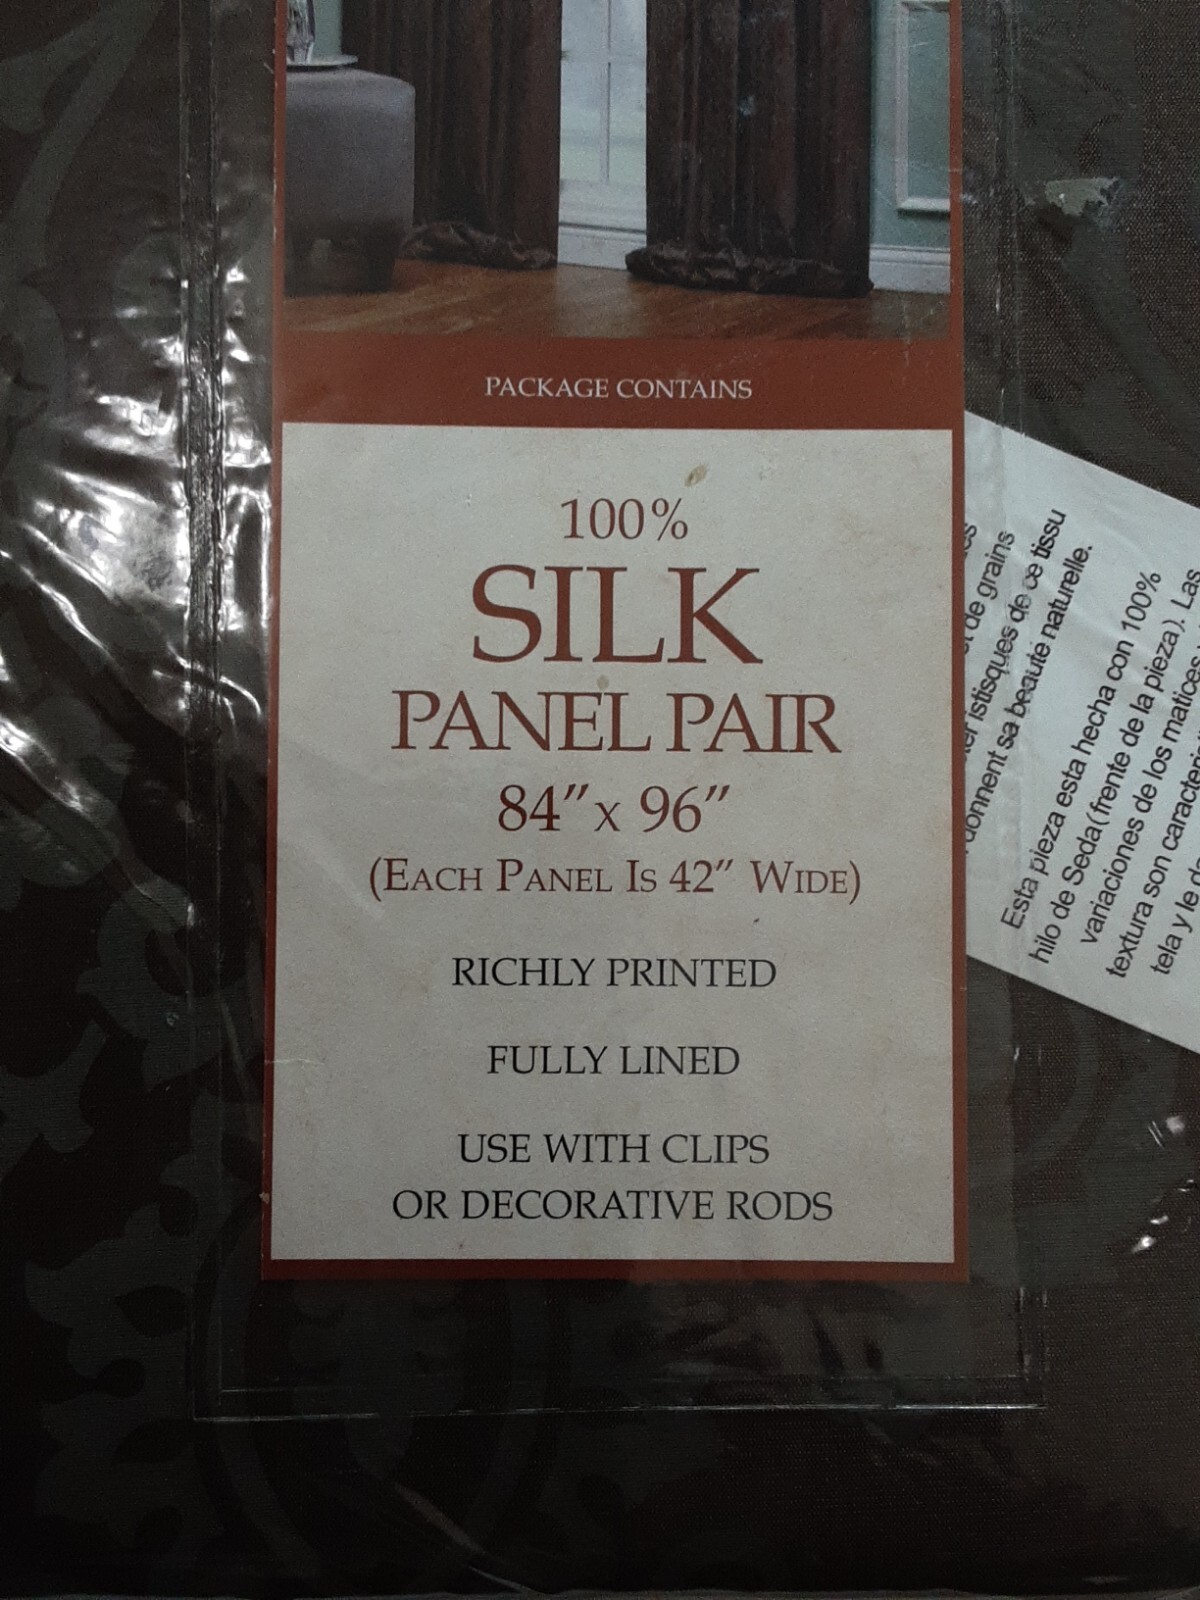 PACKAGE CONTAINS
100%
SILK
PANEL PAIR
84” x 96”
(EACH PANEL IS 42” WIDE)
RICHLY PRINTED
FULLY LINED
USE WITH CLIPS
OR DECORATIVE RODS
de grains
istisques de ce tissu
donnent sa beauté naturelle.
Esta pieza esta hecha con 100%
hilo de Seda(frente de la pieza). Las
variaciones de los matices
textura son
tela y le